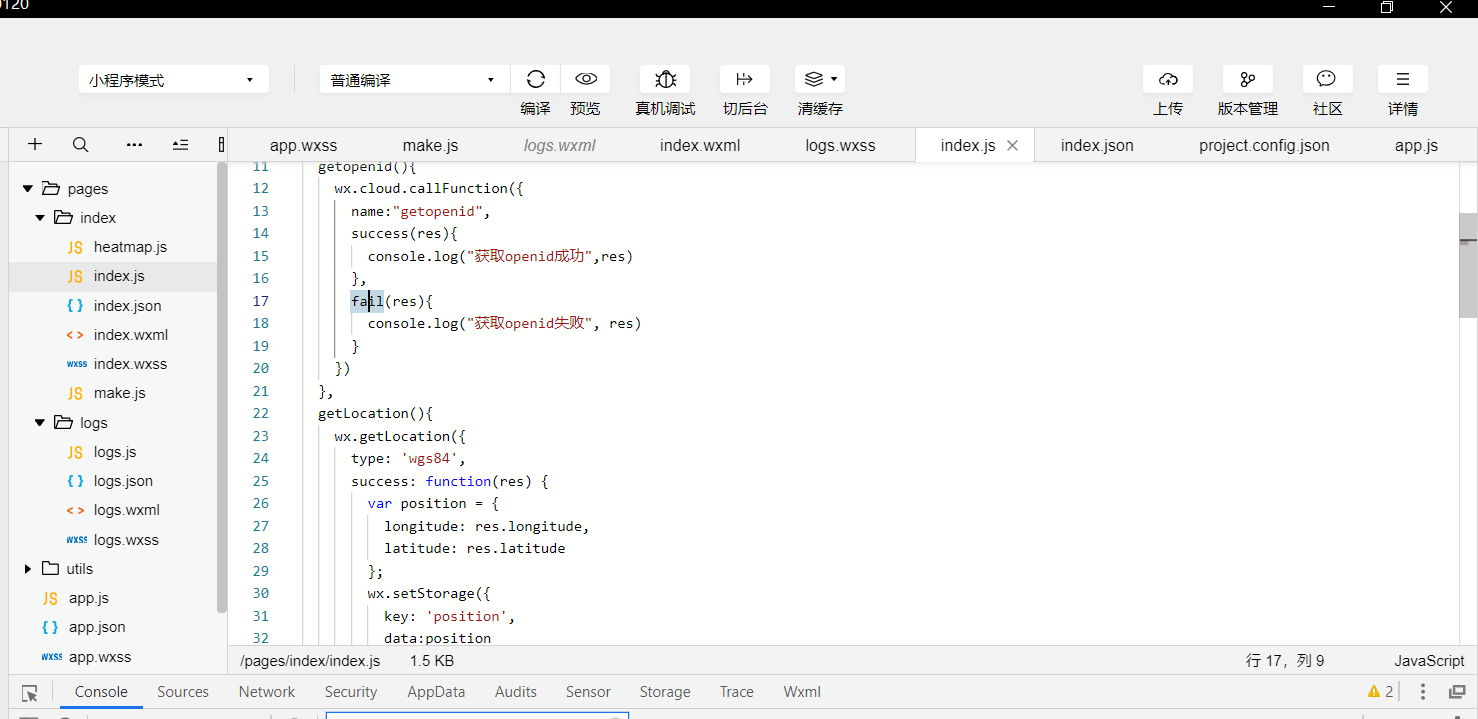 0120
小程序模式
普通编译
编译
预览
真机调试
切后台
清缓存
上传
版本管理
社区
详情
app.wxss
make.js
logs.wxml
index.wxml
logs.wxss
index.js
index.json
project.config.json
app.js
pages
index
JS heatmap.js
JS index.js
{ } index.json
< > index.wxml
wxss index.wxss
JS make.js
logs
JS logs.js
{ } logs.json
< > logs.wxml
wxss logs.wxss
utils
JS app.js
{ } app.json
wxss app.wxss
11 getopenid(){
12 wx.cloud.callFunction({
13 name:"getopenid",
14 success(res){
15 console.log("获取openid成功",res)
16 },
17 fail(res){
18 console.log("获取openid失败", res)
19 }
20 })
21 },
22 getLocation(){
23 wx.getLocation({
24 type: 'wgs84',
25 success: function(res) {
26 var position = {
27 longitude: res.longitude,
28 latitude: res.latitude
29 };
30 wx.setStorage({
31 key: 'position',
32 data:position
/pages/index/index.js 1.5 KB
行 17，列 9
JavaScript
Console
Sources
Network
Security
AppData
Audits
Sensor
Storage
Trace
Wxml
2